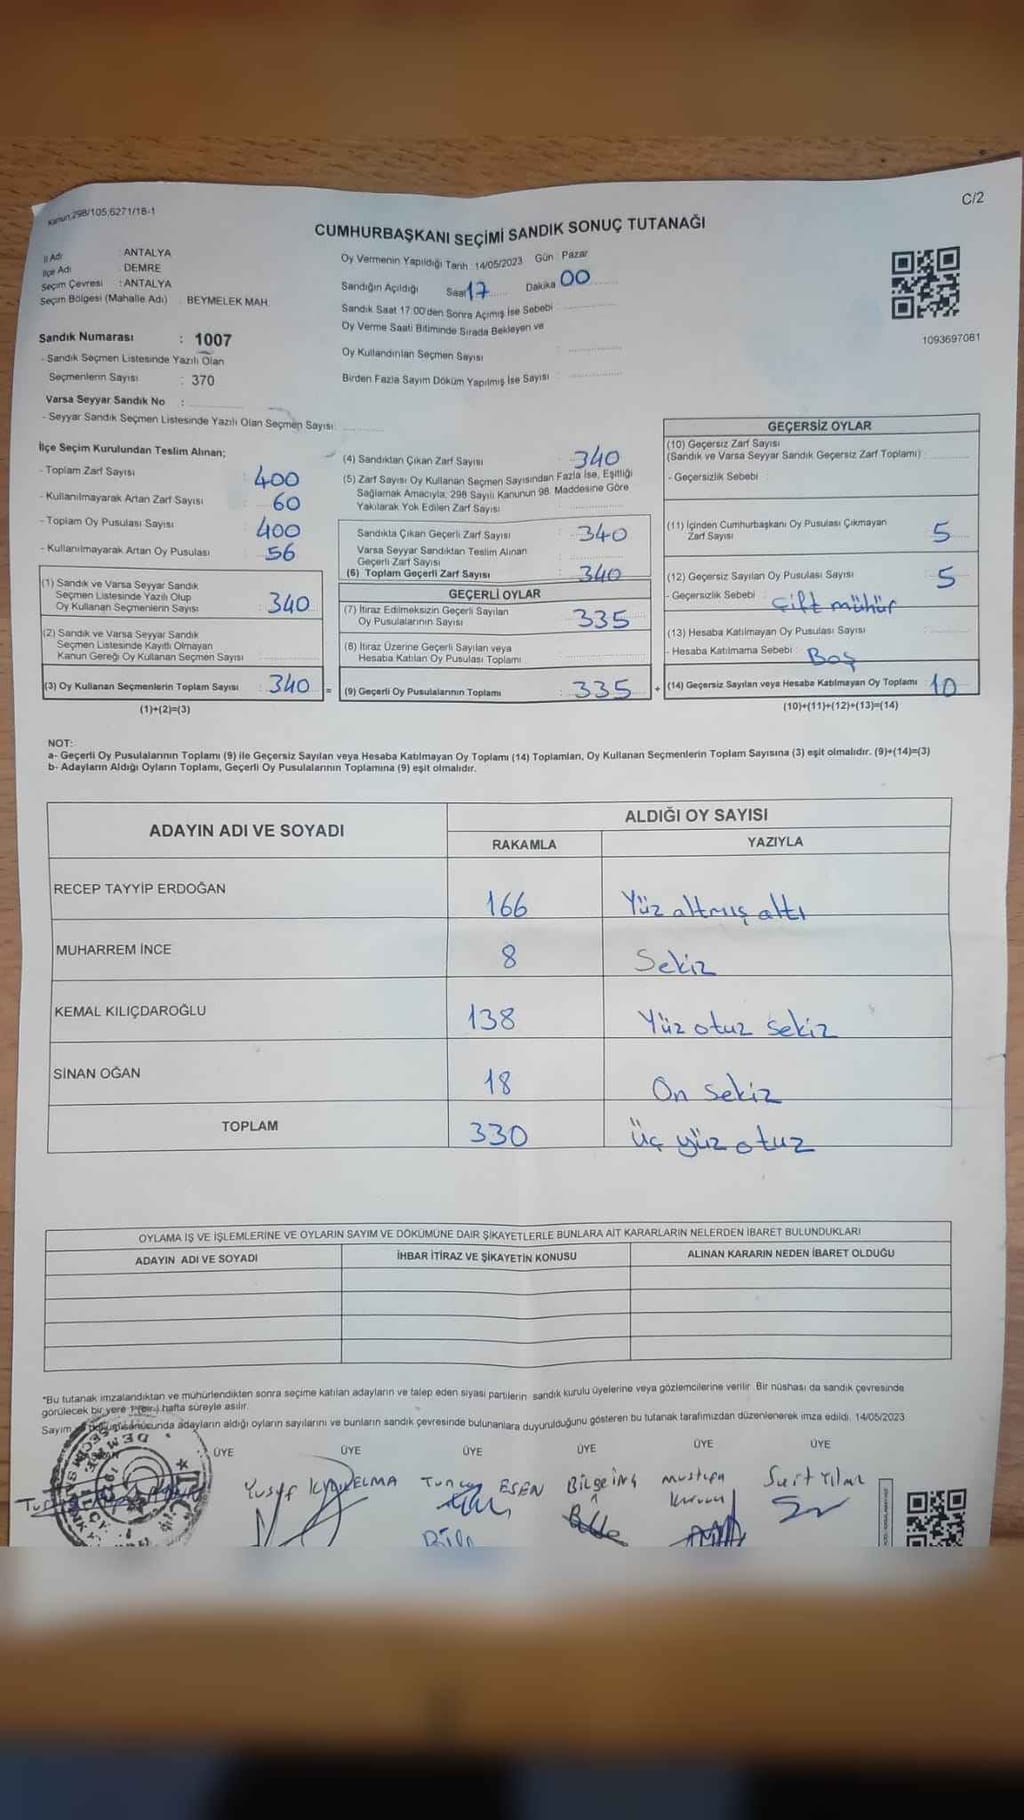 Kanun:298/105,6271/18-1
C/2
CUMHURBAŞKANI SEÇİMİ SANDIK SONUÇ TUTANAĞI
İl Adı : ANTALYA
İlçe Adı : DEMRE
Seçim Çevresi : ANTALYA
Seçim Bölgesi (Mahalle Adı) : BEYMELEK MAH.
Oy Vermenin Yapıldığı Tarih : 14/05/2023 Gün : Pazar
Sandığın Açıldığı Saat 17 Dakika 00
Sandık Saat 17:00'den Sonra Açımış İse Sebebi
Oy Verme Saati Bitiminde Sırada Bekleyen ve
Oy Kullandırılan Seçmen Sayısı
Birden Fazla Sayım Döküm Yapılmış İse Sayısı
1093697081
Sandık Numarası : 1007
- Sandık Seçmen Listesinde Yazılı Olan
Seçmenlerin Sayısı : 370
Varsa Seyyar Sandık No :
- Seyyar Sandık Seçmen Listesinde Yazılı Olan Seçmen Sayısı
İlçe Seçim Kurulundan Teslim Alınan;
- Toplam Zarf Sayısı : 400
- Kullanılmayarak Artan Zarf Sayısı : 60
- Toplam Oy Pusulası Sayısı : 400
- Kullanılmayarak Artan Oy Pusulası : 56
(1) Sandık ve Varsa Seyyar Sandık
Seçmen Listesinde Yazılı Olup
Oy Kullanan Seçmenlerin Sayısı : 340
(2) Sandık ve Varsa Seyyar Sandık
Seçmen Listesinde Kayıtlı Olmayan
Kanun Gereği Oy Kullanan Seçmen Sayısı
(3) Oy Kullanan Seçmenlerin Toplam Sayısı : 340 =
(1)+(2)=(3)
(4) Sandıktan Çıkan Zarf Sayısı 340
(5) Zarf Sayısı Oy Kullanan Seçmen Sayısından Fazla İse, Eşitliği
Sağlamak Amacıyla, 298 Sayılı Kanunun 98. Maddesine Göre
Yakılarak Yok Edilen Zarf Sayısı
Sandıkta Çıkan Geçerli Zarf Sayısı : 340
Varsa Seyyar Sandıktan Teslim Alınan
Geçerli Zarf Sayısı
(6) Toplam Geçerli Zarf Sayısı : 340
GEÇERLİ OYLAR
(7) İtiraz Edilmeksizin Geçerli Sayılan
Oy Pusulalarının Sayısı : 335
(8) İtiraz Üzerine Geçerli Sayılan veya
Hesaba Katılan Oy Pusulası Toplamı
(9) Geçerli Oy Pusulalarının Toplamı : 335 +
GEÇERSİZ OYLAR
(10) Geçersiz Zarf Sayısı
(Sandık ve Varsa Seyyar Sandık Geçersiz Zarf Toplamı) :
- Geçersizlik Sebebi :
(11) İçinden Cumhurbaşkanı Oy Pusulası Çıkmayan
Zarf Sayısı : 5
(12) Geçersiz Sayılan Oy Pusulası Sayısı : 5
- Geçersizlik Sebebi : Çift mühür
(13) Hesaba Katılmayan Oy Pusulası Sayısı :
- Hesaba Katılmama Sebebi : Boş
(14) Geçersiz Sayılan veya Hesaba Katılmayan Oy Toplamı : 10
(10)+(11)+(12)+(13)=(14)
NOT:
a- Geçerli Oy Pusulalarının Toplamı (9) ile Geçersiz Sayılan veya Hesaba Katılmayan Oy Toplamı (14) Toplamları, Oy Kullanan Seçmenlerin Toplam Sayısına (3) eşit olmalıdır. (9)+(14)=(3)
b- Adayların Aldığı Oyların Toplamı, Geçerli Oy Pusulalarının Toplamına (9) eşit olmalıdır.
ADAYIN ADI VE SOYADI ALDIĞI OY SAYISI
RAKAMLA YAZIYLA
RECEP TAYYİP ERDOĞAN 166 Yüz altmış altı
MUHARREM İNCE 8 Sekiz
KEMAL KILIÇDAROĞLU 138 Yüz otuz sekiz
SİNAN OĞAN 18 On sekiz
TOPLAM 330 Üç yüz otuz
OYLAMA İŞ VE İŞLEMLERİNE VE OYLARIN SAYIM VE DÖKÜMÜNE DAİR ŞİKAYETLERLE BUNLARA AİT KARARLARIN NELERDEN İBARET BULUNDUKLARI
ADAYIN ADI VE SOYADI İHBAR İTİRAZ VE ŞİKAYETİN KONUSU ALINAN KARARIN NEDEN İBARET OLDUĞU
*Bu tutanak imzalandıktan ve mühürlendikten sonra seçime katılan adayların ve talep eden siyasi partilerin sandık kurulu üyelerine veya gözlemcilerine verilir. Bir nüshası da sandık çevresinde
görülecek bir yere 1(Bir) hafta süreyle asılır.
Sayım adayların aldığı oyların sayılarını ve bunların sandık çevresinde bulunanlara duyurulduğunu gösteren bu tutanak tarafımızdan düzenlenerek imza edildi. 14/05/2023
ÜYE ÜYE ÜYE ÜYE ÜYE ÜYE
Yusuf Tuncay ESEN Bilge Mustafa Suat Yılmaz